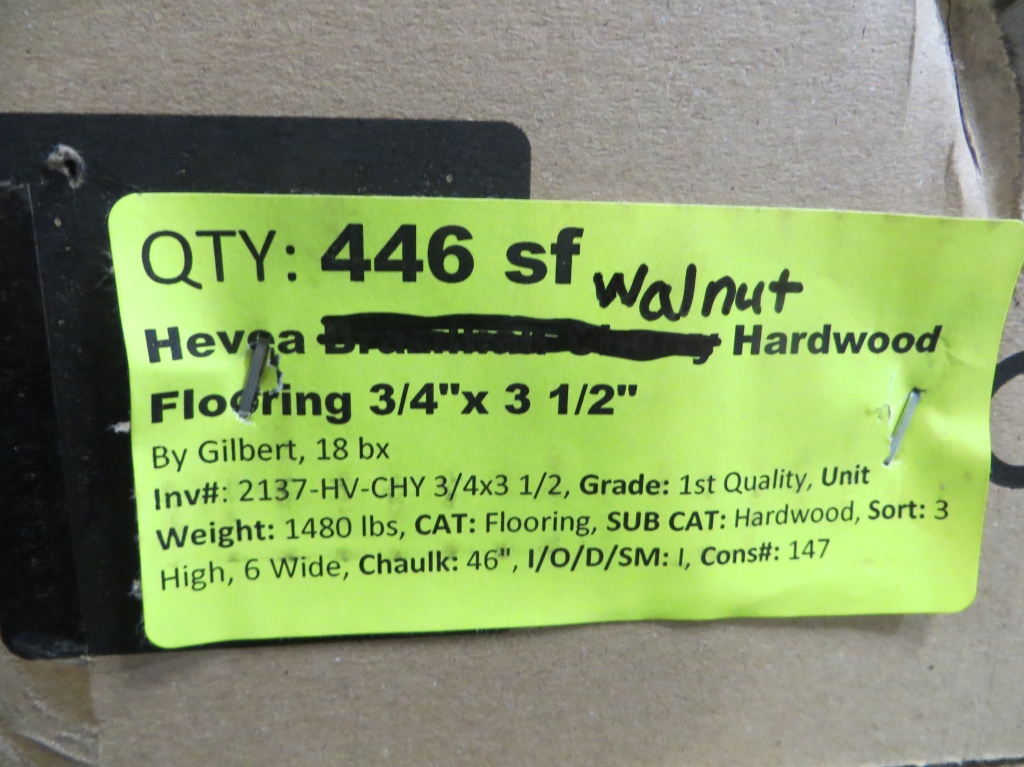 QTY: 446 sf
walnut
Hevea Hardwood
Flooring 3/4"x 3 1/2"
By Gilbert, 18 bx
Inv#: 2137-HV-CHY 3/4x3 1/2, Grade: 1st Quality, Unit
Weight: 1480 lbs, CAT: Flooring, SUB CAT: Hardwood, Sort: 3
High, 6 Wide, Chaulk: 46", I/O/D/SM: I, Cons#: 147